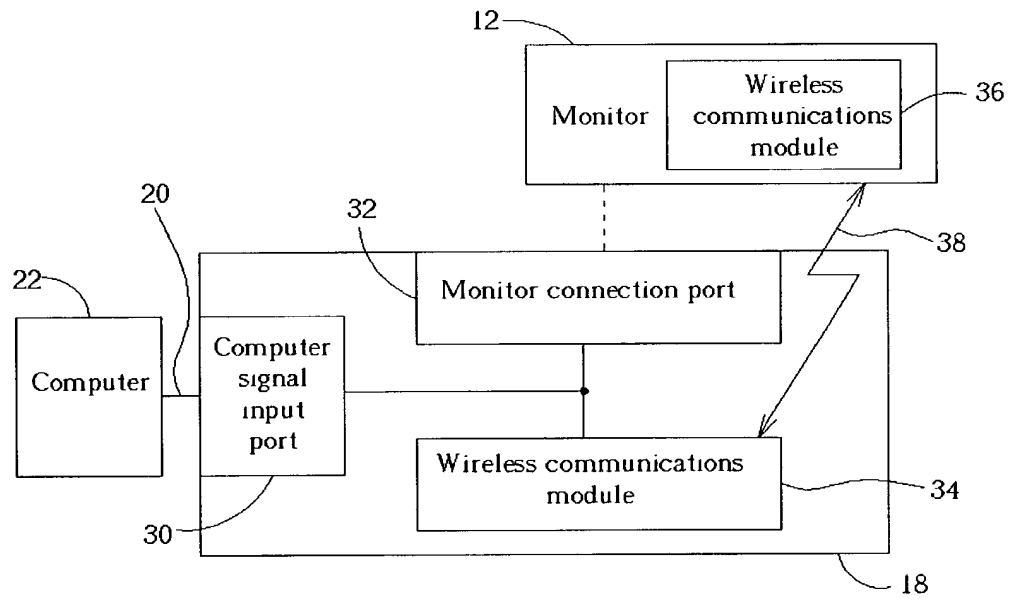 12
Monitor
Wireless
communications
module
36
20
32
38
22
Monitor connection port
Computer
Computer
signal
input
port
Wireless communications
module
34
30
18